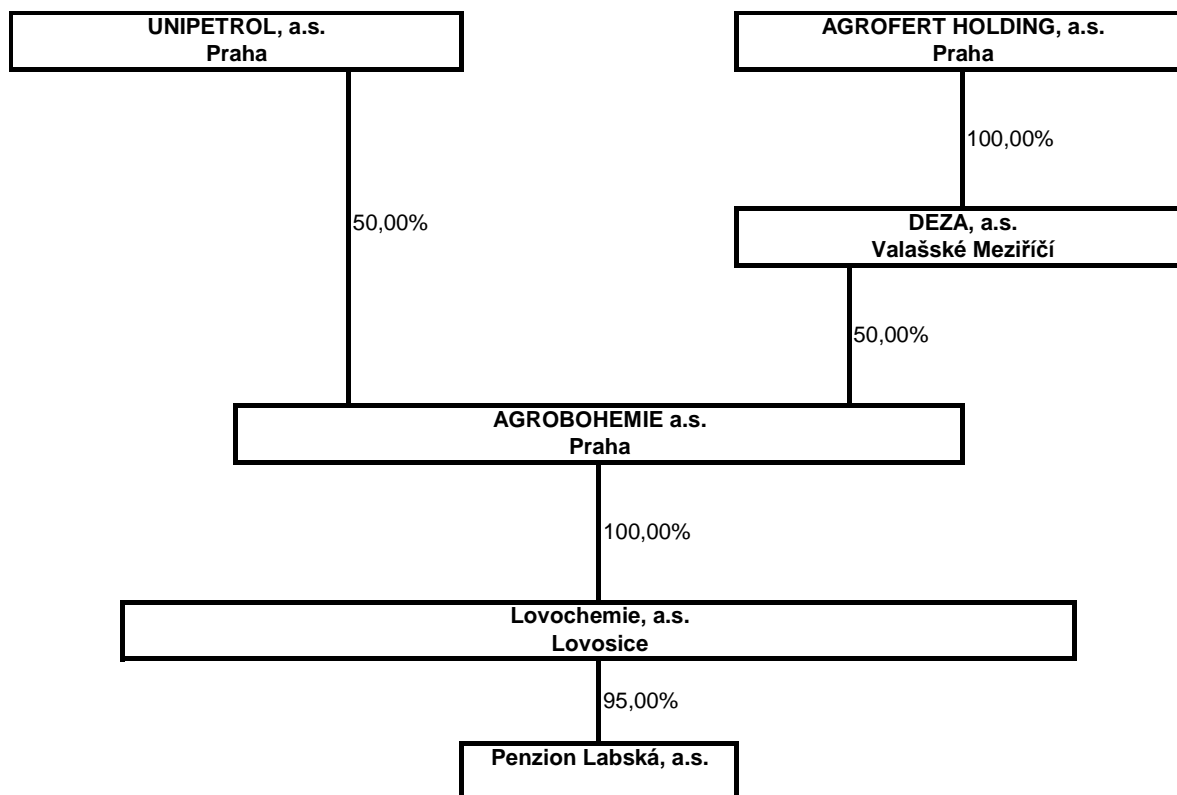 UNIPETROL, a.s.
Praha
AGROFERT HOLDING, a.s.
Praha
100,00%
50,00%
DEZA, a.s.
Valašské Meziříčí
50,00%
AGROBOHEMIE a.s.
Praha
100,00%
Lovochemie, a.s.
Lovosice
95,00%
Penzion Labská, a.s.